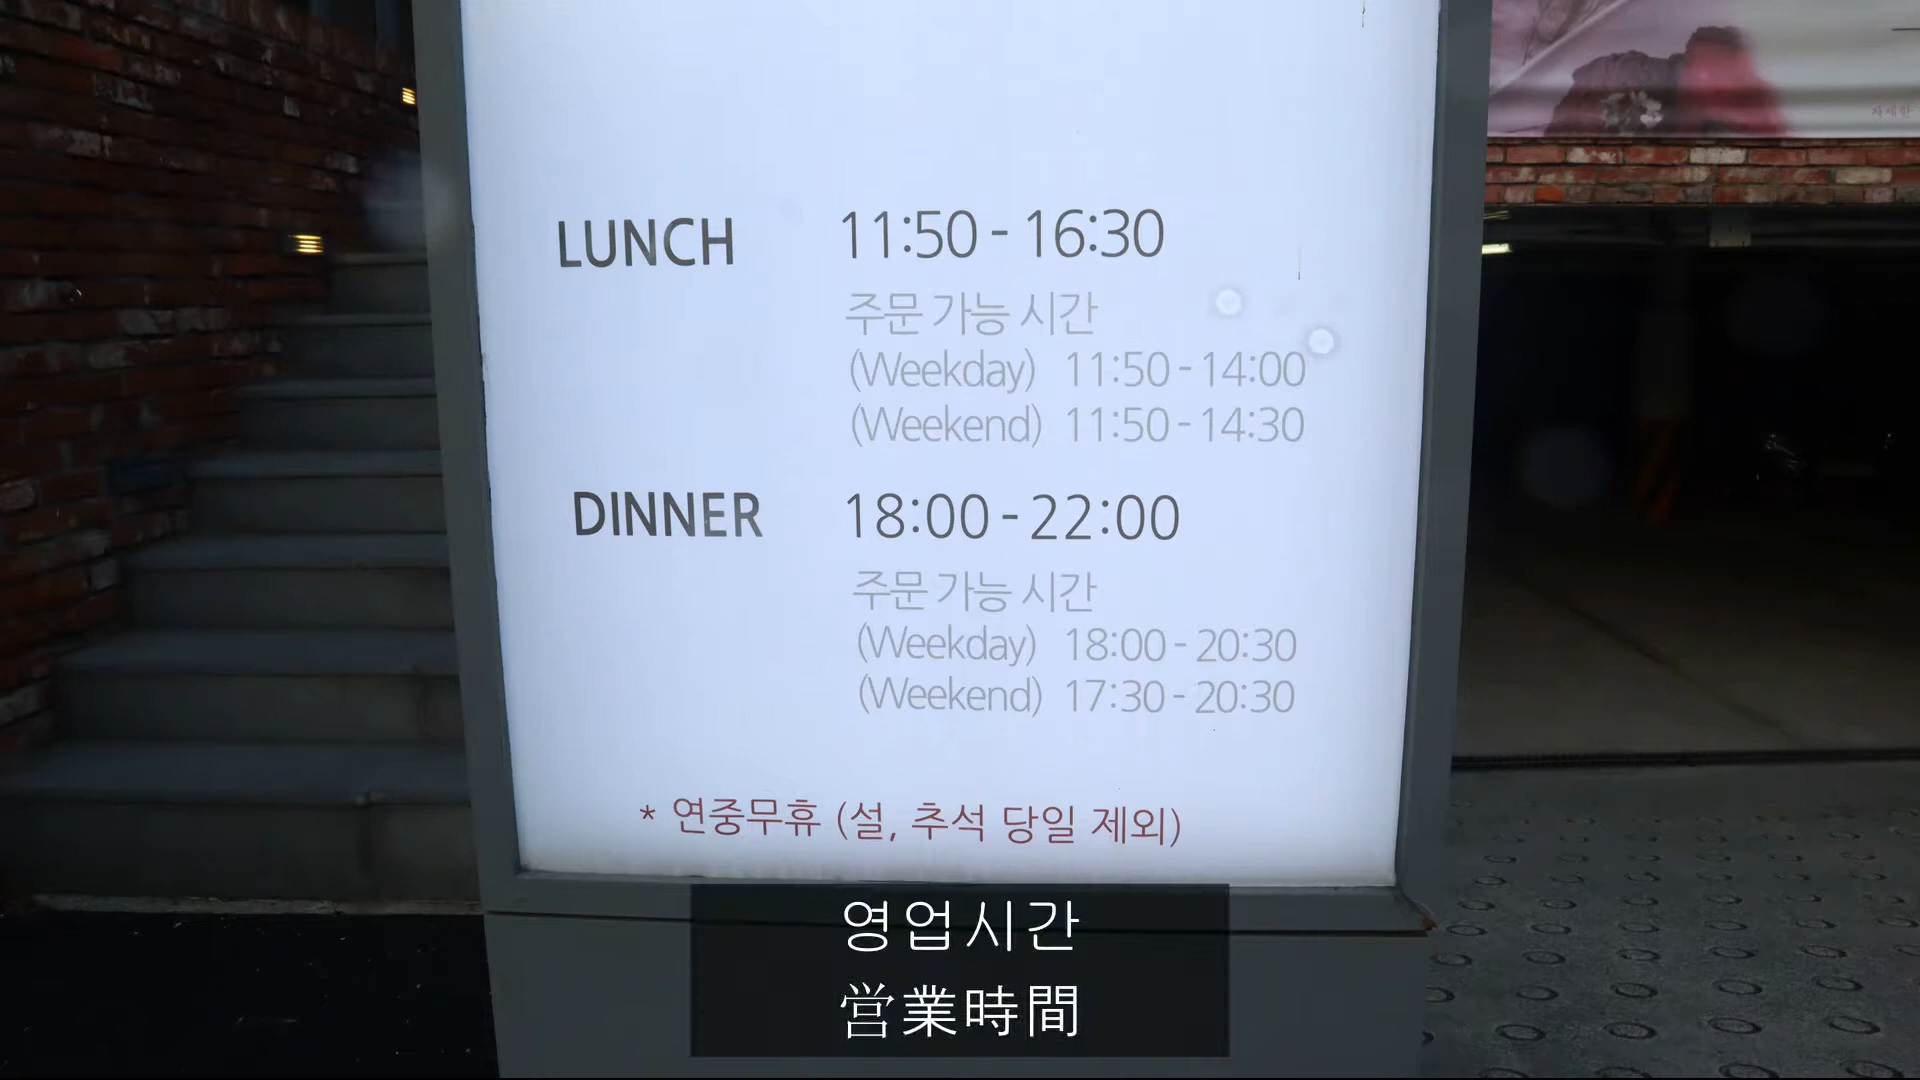 자세한
LUNCH 11:50 - 16:30
주문 가능 시간
(Weekday) 11:50 - 14:00
(Weekend) 11:50 - 14:30
DINNER 18:00 - 22:00
주문 가능 시간
(Weekday) 18:00 - 20:30
(Weekend) 17:30 - 20:30
* 연중무휴 (설, 추석 당일 제외)
영업시간
営業時間